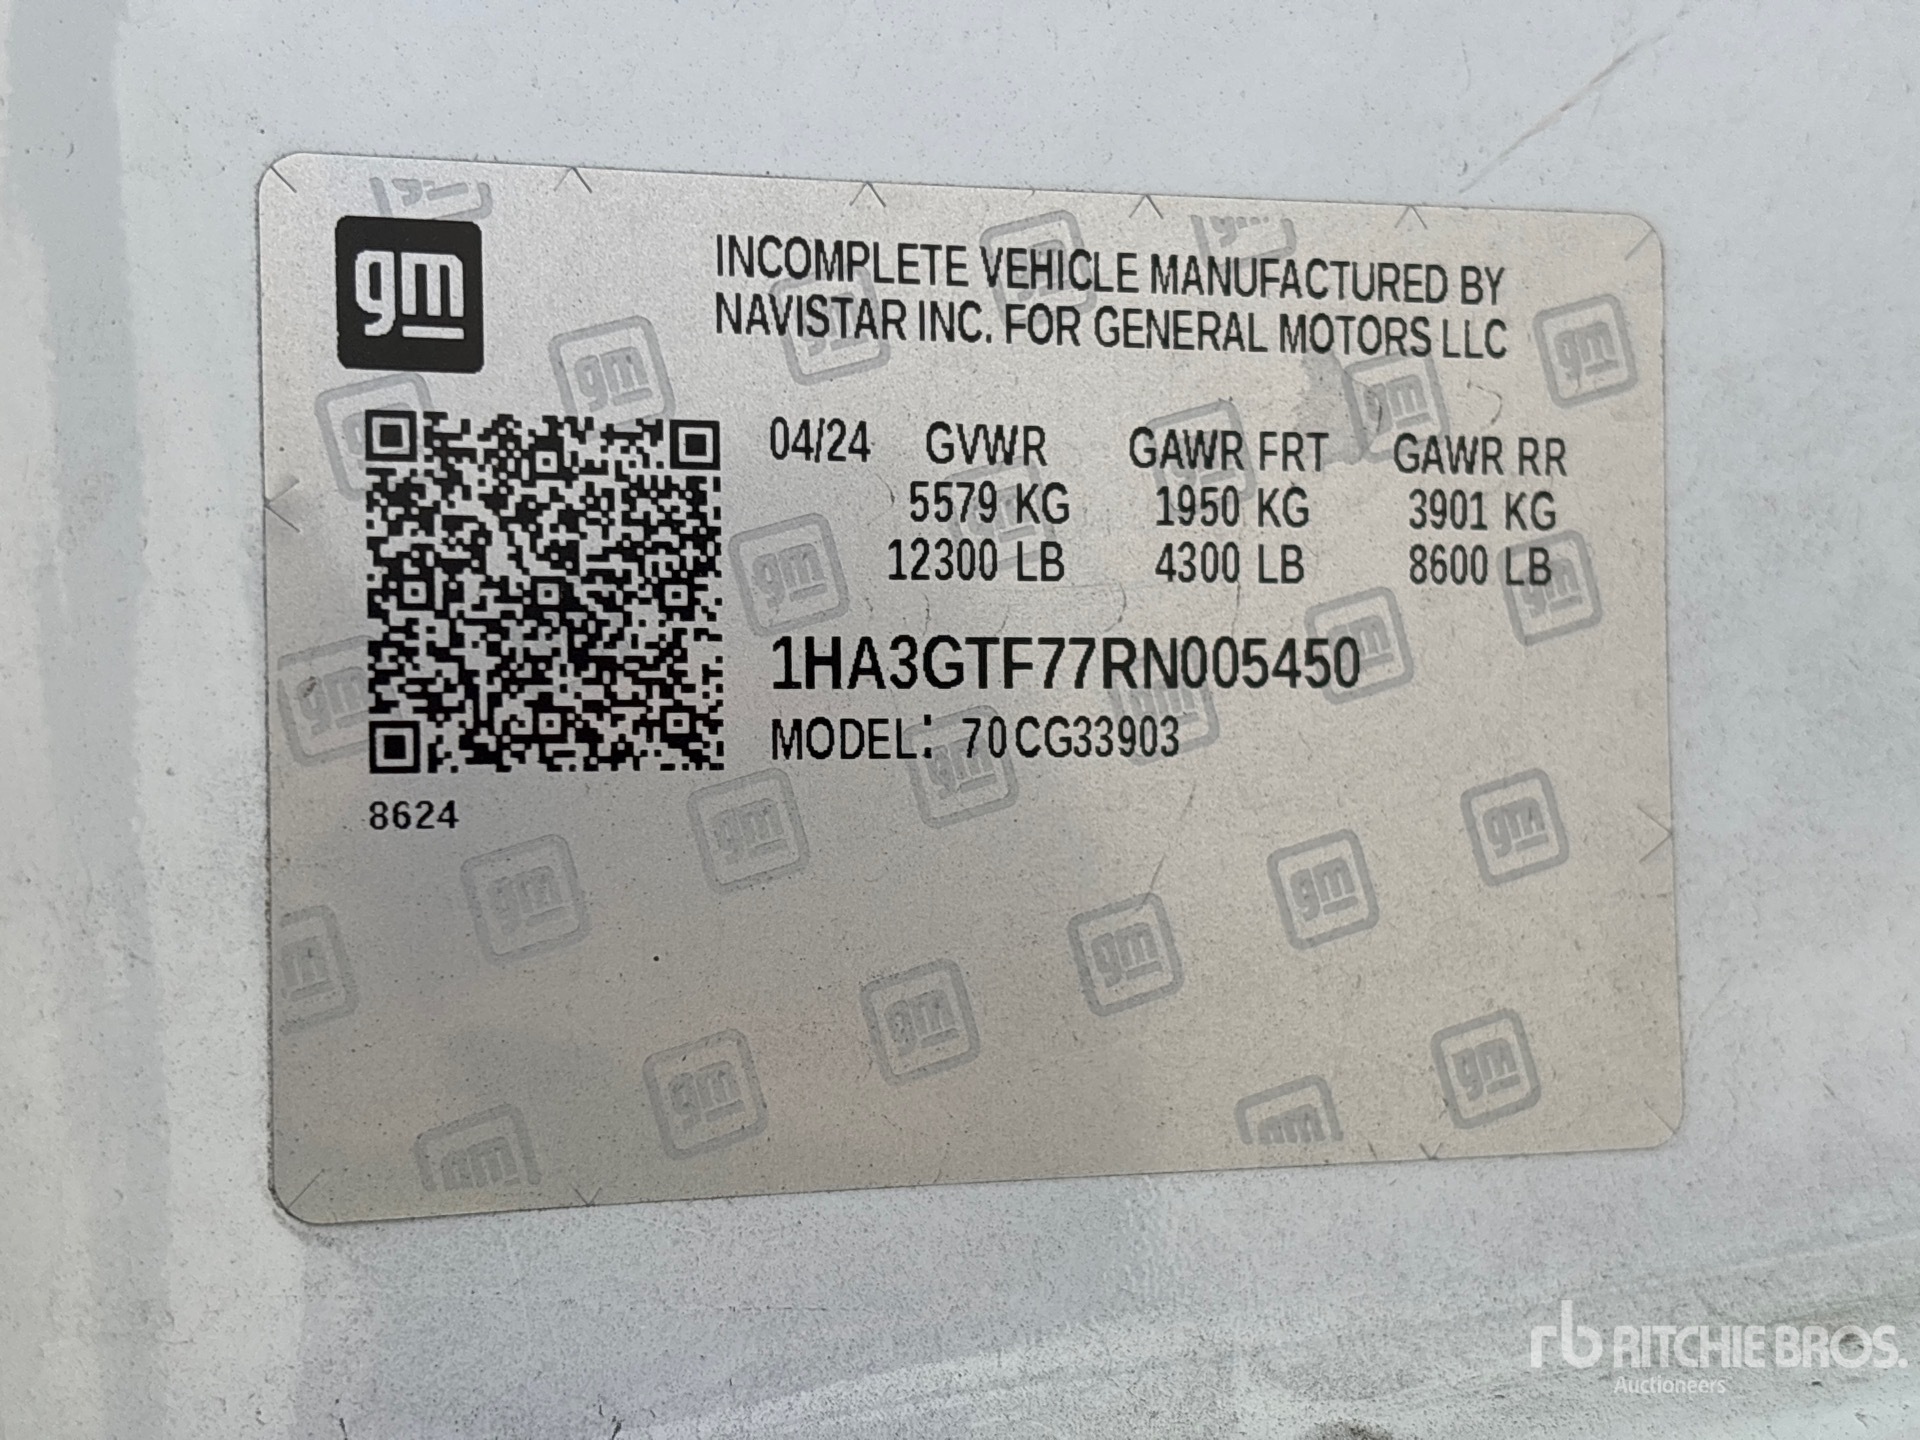 gm
INCOMPLETE VEHICLE MANUFACTURED BY
NAVISTAR INC. FOR GENERAL MOTORS LLC
04/24 GVWR GAWR FRT GAWR RR
5579 KG 1950 KG 3901 KG
12300 LB 4300 LB 8600 LB
1HA3GTF77RN005450
MODEL: 70CG33903
8624
rb RITCHIE BROS.
Auctioneers